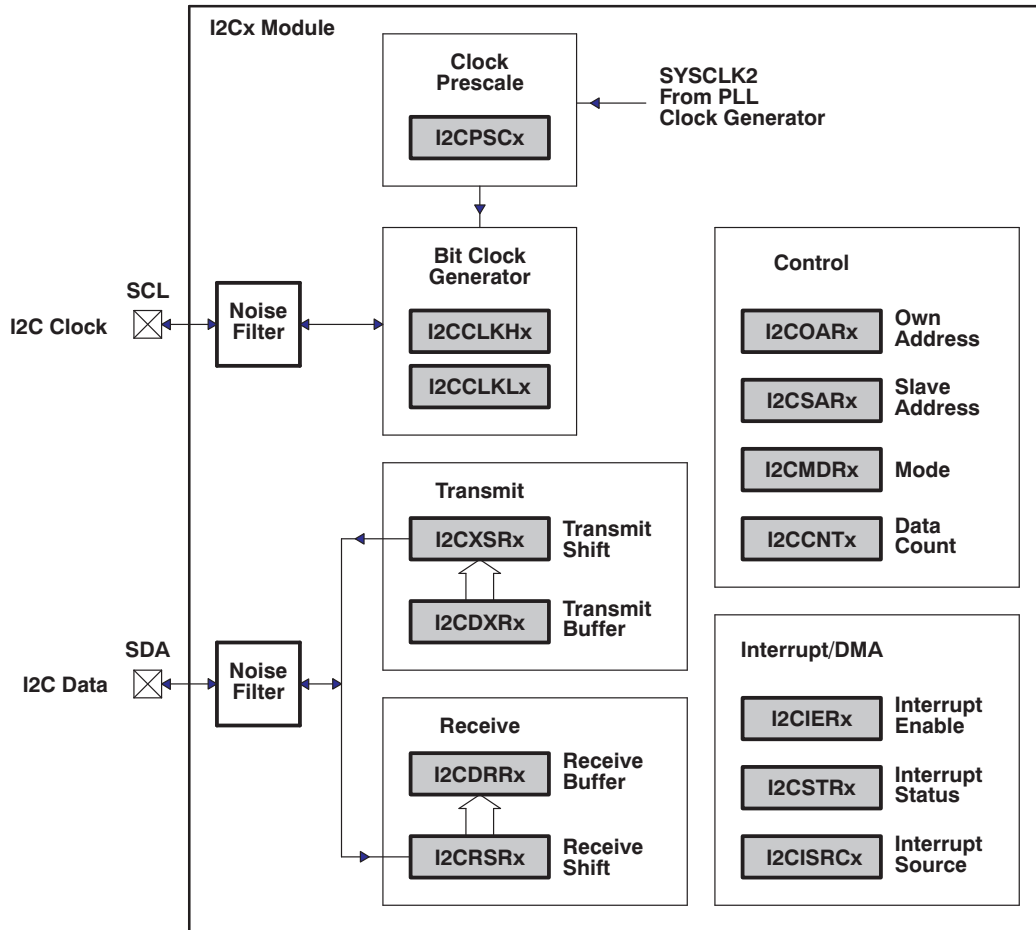 I2Cx Module
Clock
Prescale
I2CPSCx
SYSCLK2
From PLL
Clock Generator
Bit Clock
Generator
I2CCLKHx
I2CCLKLx
SCL
I2C Clock
Noise
Filter
Control
I2COARx
Own
Address
I2CSARx
Slave
Address
I2CMDRx
Mode
I2CCNTx
Data
Count
Transmit
I2CXSRx
Transmit
Shift
I2CDXRx
Transmit
Buffer
SDA
I2C Data
Noise
Filter
Receive
I2CDRRx
Receive
Buffer
I2CRSRx
Receive
Shift
Interrupt/DMA
I2CIERx
Interrupt
Enable
I2CSTRx
Interrupt
Status
I2CISRCx
Interrupt
Source